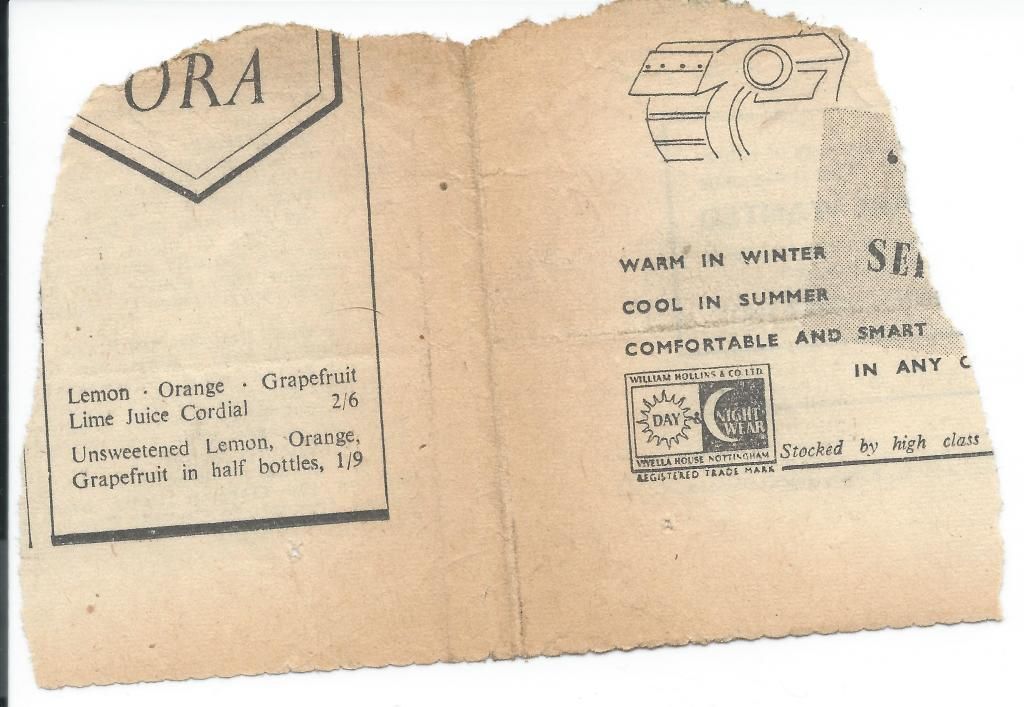 ORA
Lemon · Orange · Grapefruit
Lime Juice Cordial 2/6
Unsweetened Lemon, Orange,
Grapefruit in half bottles, 1/9
SE
WARM IN WINTER
COOL IN SUMMER
COMFORTABLE AND SMART
IN ANY C
WILLIAM HOLLINS & CO LTD.
DAY & NIGHT
WEAR
VIYELLA HOUSE NOTTINGHAM
REGISTERED TRADE MARK
Stocked by high class